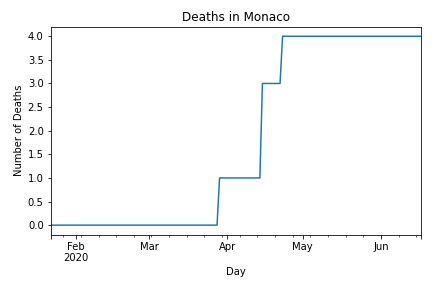 Deaths in Monaco
Number of Deaths
4.0
3.5
3.0
2.5
2.0
1.5
1.0
0.5
0.0
Feb
2020
Mar
Apr
May
Jun
Day